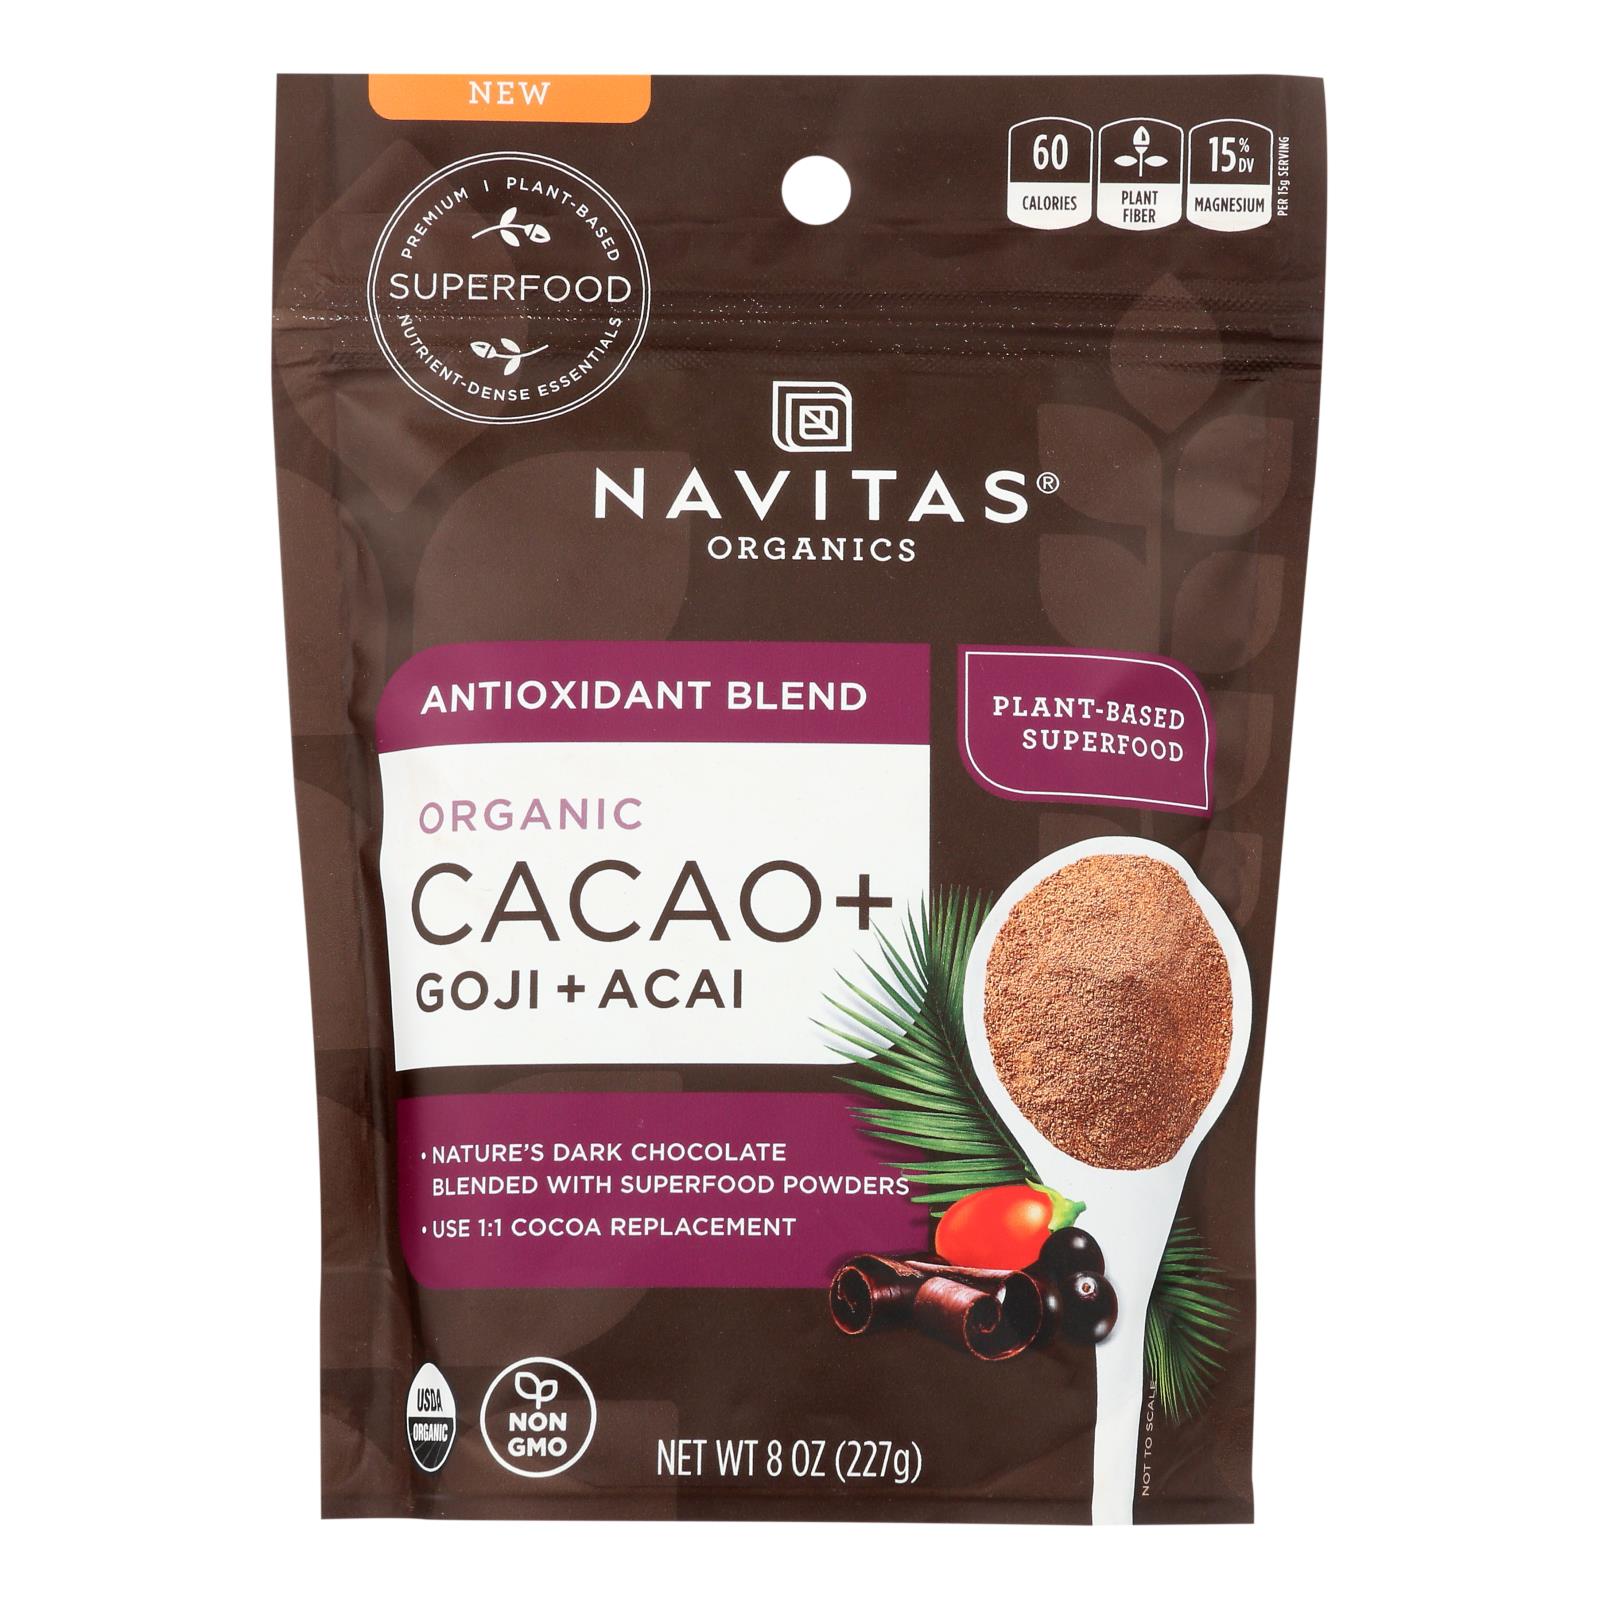 NEW
PREMIUM | PLANT-BASED
SUPERFOOD
NUTRIENT-DENSE ESSENTIALS
60
CALORIES
PLANT
FIBER
15% DV
MAGNESIUM
PER 15g SERVING
NAVITAS®
ORGANICS
ANTIOXIDANT BLEND
PLANT-BASED
SUPERFOOD
ORGANIC
CACAO+
GOJI + ACAI
• NATURE'S DARK CHOCOLATE
BLENDED WITH SUPERFOOD POWDERS
• USE 1:1 COCOA REPLACEMENT
USDA
ORGANIC
NON
GMO
NET WT 8 OZ (227g)
NOT TO SCALE